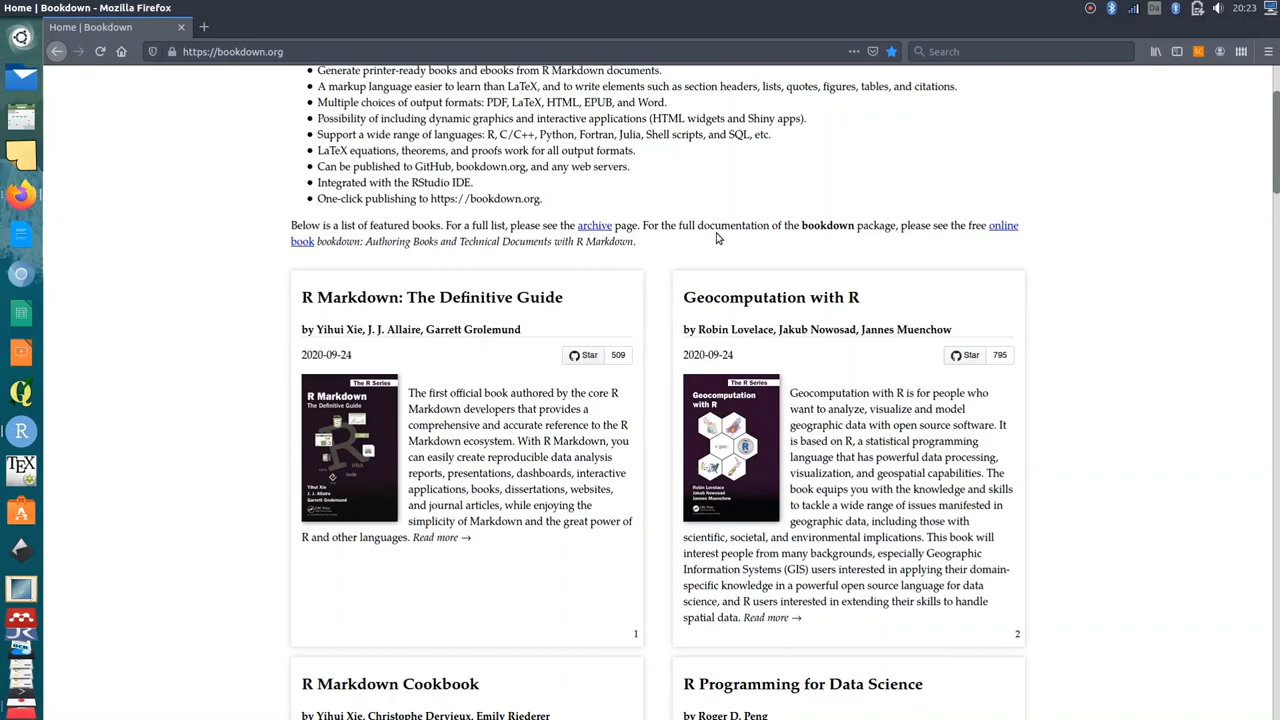 Home | Bookdown - Mozilla Firefox
20:23
Home | Bookdown
https://bookdown.org
Search
Generate printer-ready books and ebooks from R Markdown documents.
A markup language easier to learn than LaTeX, and to write elements such as section headers, lists, quotes, figures, tables, and citations.
Multiple choices of output formats: PDF, LaTeX, HTML, EPUB, and Word.
Possibility of including dynamic graphics and interactive applications (HTML widgets and Shiny apps).
Support a wide range of languages: R, C/C++, Python, Fortran, Julia, Shell scripts, and SQL, etc.
LaTeX equations, theorems, and proofs work for all output formats.
Can be published to GitHub, bookdown.org, and any web servers.
Integrated with the RStudio IDE.
One-click publishing to https://bookdown.org.
Below is a list of featured books. For a full list, please see the archive page. For the full documentation of the bookdown package, please see the free online
book bookdown: Authoring Books and Technical Documents with R Markdown.
R Markdown: The Definitive Guide
by Yihui Xie, J. J. Allaire, Garrett Grolemund
2020-09-24
Star 509
The R Series
R Markdown
The Definitive Guide
Yihui Xie
J. J. Allaire
Garrett Grolemund
The first official book authored by the core R
Markdown developers that provides a
comprehensive and accurate reference to the R
Markdown ecosystem. With R Markdown, you
can easily create reproducible data analysis
reports, presentations, dashboards, interactive
applications, books, dissertations, websites,
and journal articles, while enjoying the
simplicity of Markdown and the great power of
R and other languages. Read more →
1
Geocomputation with R
by Robin Lovelace, Jakub Nowosad, Jannes Muenchow
2020-09-24
Star 795
The R Series
Geocomputation
with R
Robin Lovelace
Jakub Nowosad
Jannes Muenchow
Geocomputation with R is for people who
want to analyze, visualize and model
geographic data with open source software. It
is based on R, a statistical programming
language that has powerful data processing,
visualization, and geospatial capabilities. The
book equips you with the knowledge and skills
to tackle a wide range of issues manifested in
geographic data, including those with
scientific, societal, and environmental implications. This book will
interest people from many backgrounds, especially Geographic
Information Systems (GIS) users interested in applying their domain-
specific knowledge in a powerful open source language for data
science, and R users interested in extending their skills to handle
spatial data. Read more →
2
R Markdown Cookbook
by Yihui Xie, Christophe Dervieux, Emily Riederer
R Programming for Data Science
by Roger D. Peng